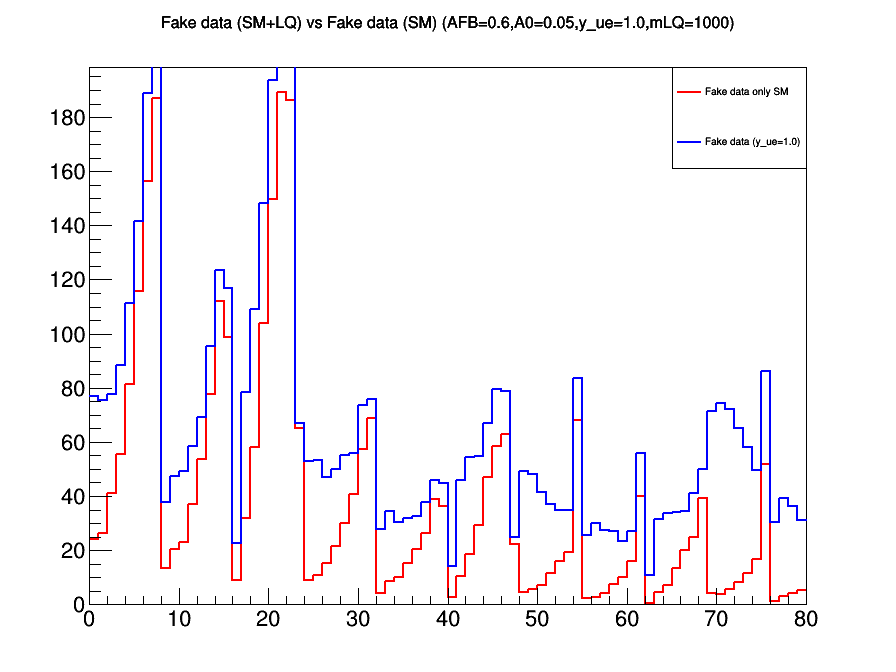 Fake data (SM+LQ) vs Fake data (SM) (AFB=0.6,A0=0.05,y_ue=1.0,mLQ=1000)
Fake data only SM
Fake data (y_ue=1.0)
180
160
140
120
100
80
60
40
20
0
0 10 20 30 40 50 60 70 80